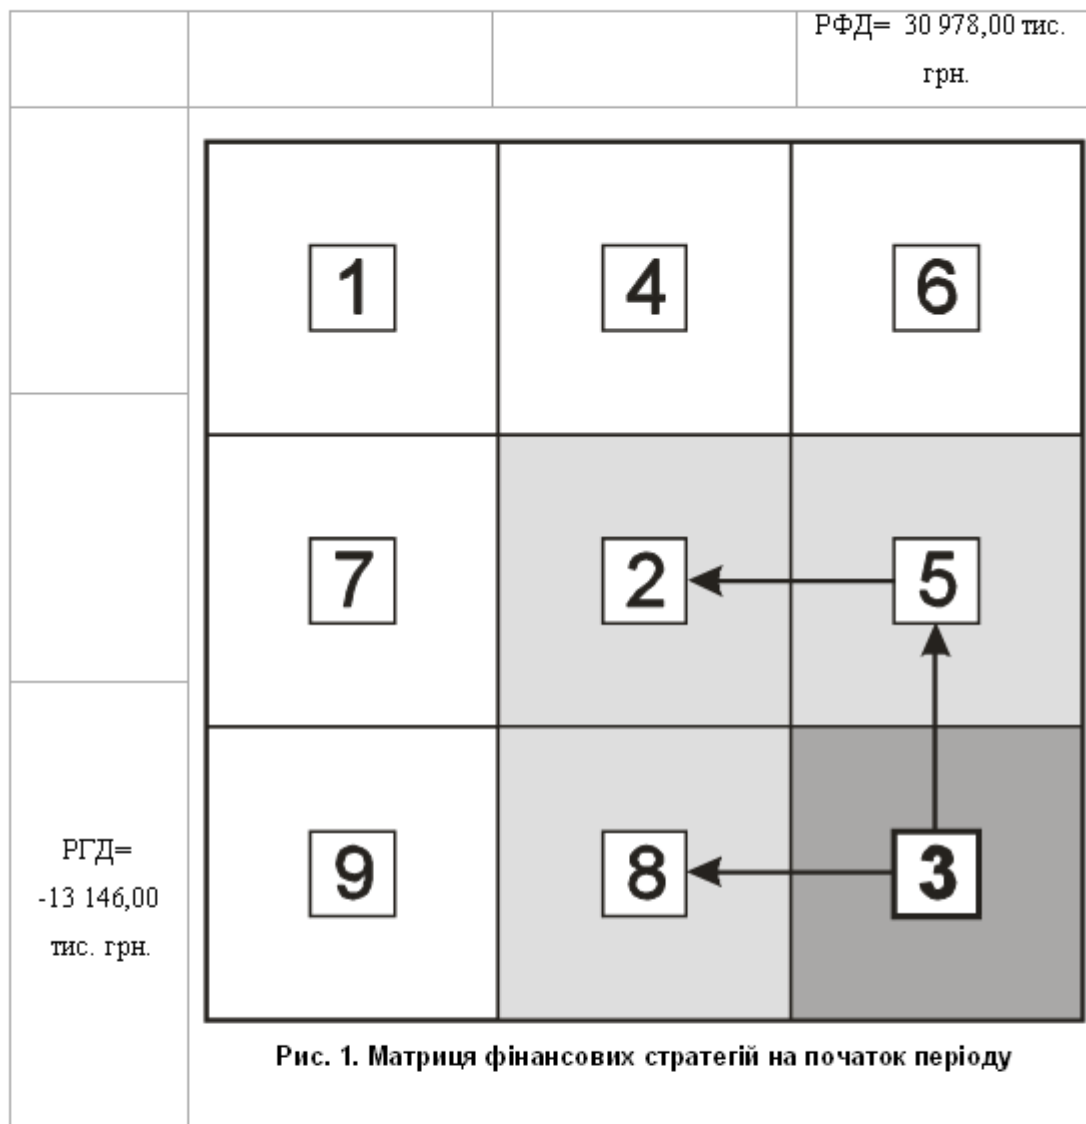 РФД= 30 978,00 тис.
грн.
1
4
6
7
2
5
РГД=
-13 146,00
тис. грн.
9
8
3
Рис. 1. Матриця фінансових стратегій на початок періоду